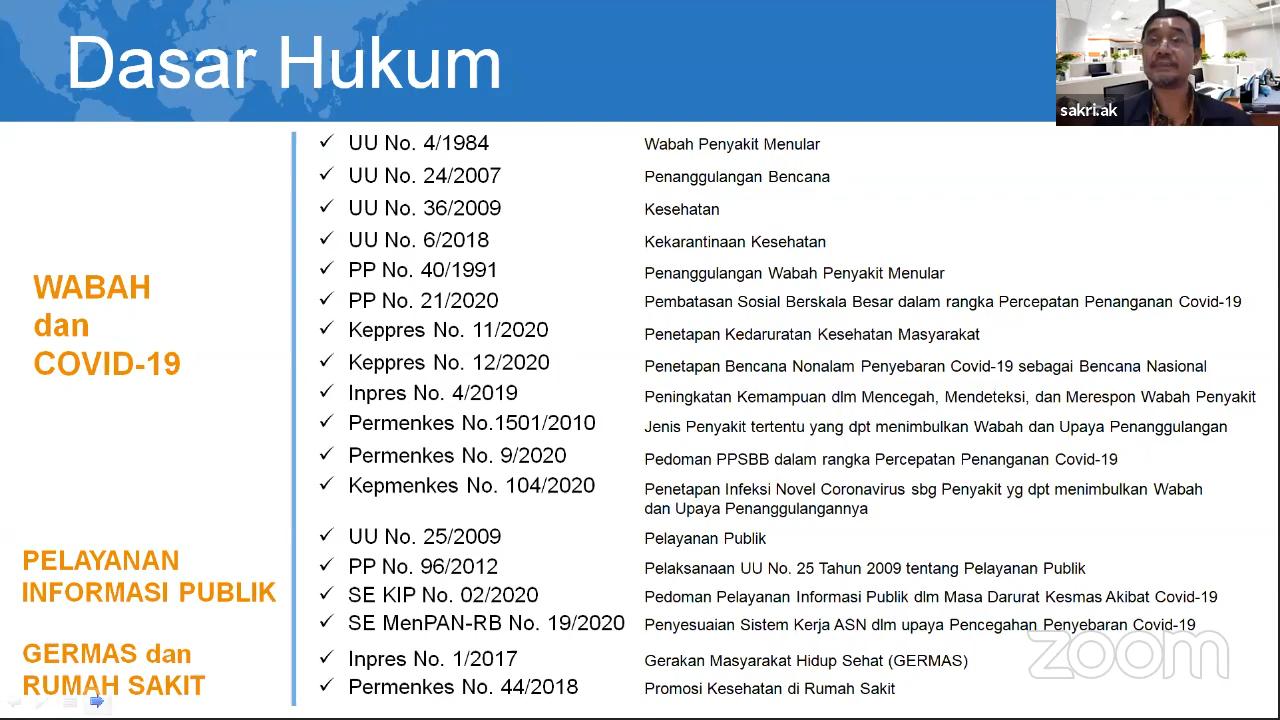 Dasar Hukum
sakri.ak
WABAH
dan
COVID-19
✓ UU No. 4/1984 Wabah Penyakit Menular
✓ UU No. 24/2007 Penanggulangan Bencana
✓ UU No. 36/2009 Kesehatan
✓ UU No. 6/2018 Kekarantinaan Kesehatan
✓ PP No. 40/1991 Penanggulangan Wabah Penyakit Menular
✓ PP No. 21/2020 Pembatasan Sosial Berskala Besar dalam rangka Percepatan Penanganan Covid-19
✓ Keppres No. 11/2020 Penetapan Kedaruratan Kesehatan Masyarakat
✓ Keppres No. 12/2020 Penetapan Bencana Nonalam Penyebaran Covid-19 sebagai Bencana Nasional
✓ Inpres No. 4/2019 Peningkatan Kemampuan dlm Mencegah, Mendeteksi, dan Merespon Wabah Penyakit
✓ Permenkes No.1501/2010 Jenis Penyakit tertentu yang dpt menimbulkan Wabah dan Upaya Penanggulangan
✓ Permenkes No. 9/2020 Pedoman PPSBB dalam rangka Percepatan Penanganan Covid-19
✓ Kepmenkes No. 104/2020 Penetapan Infeksi Novel Coronavirus sbg Penyakit yg dpt menimbulkan Wabah
dan Upaya Penanggulangannya
PELAYANAN
INFORMASI PUBLIK
✓ UU No. 25/2009 Pelayanan Publik
✓ PP No. 96/2012 Pelaksanaan UU No. 25 Tahun 2009 tentang Pelayanan Publik
✓ SE KIP No. 02/2020 Pedoman Pelayanan Informasi Publik dlm Masa Darurat Kesmas Akibat Covid-19
✓ SE MenPAN-RB No. 19/2020 Penyesuaian Sistem Kerja ASN dlm upaya Pencegahan Penyebaran Covid-19
GERMAS dan
RUMAH SAKIT
✓ Inpres No. 1/2017 Gerakan Masyarakat Hidup Sehat (GERMAS)
✓ Permenkes No. 44/2018 Promosi Kesehatan di Rumah Sakit
zoom